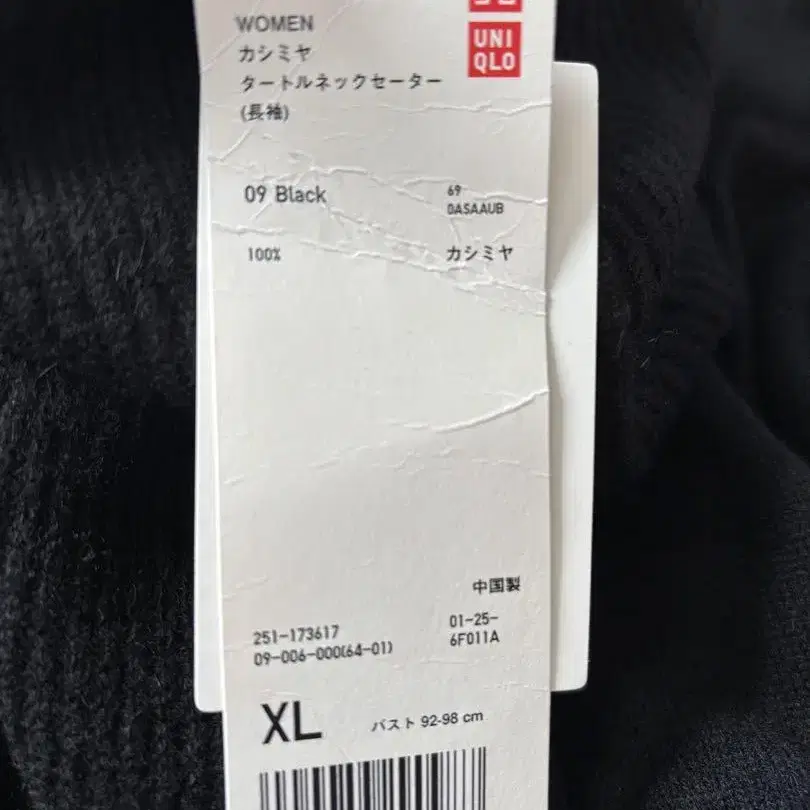 WOMEN
カシミヤ
タートルネックセーター
(長袖)
UNI
QLO
09 Black
69
DASAAUB
100%
カシミヤ
中国製
251-173617
09-006-000(64-01)
01-25-
6F011A
XL
バスト 92-98 cm